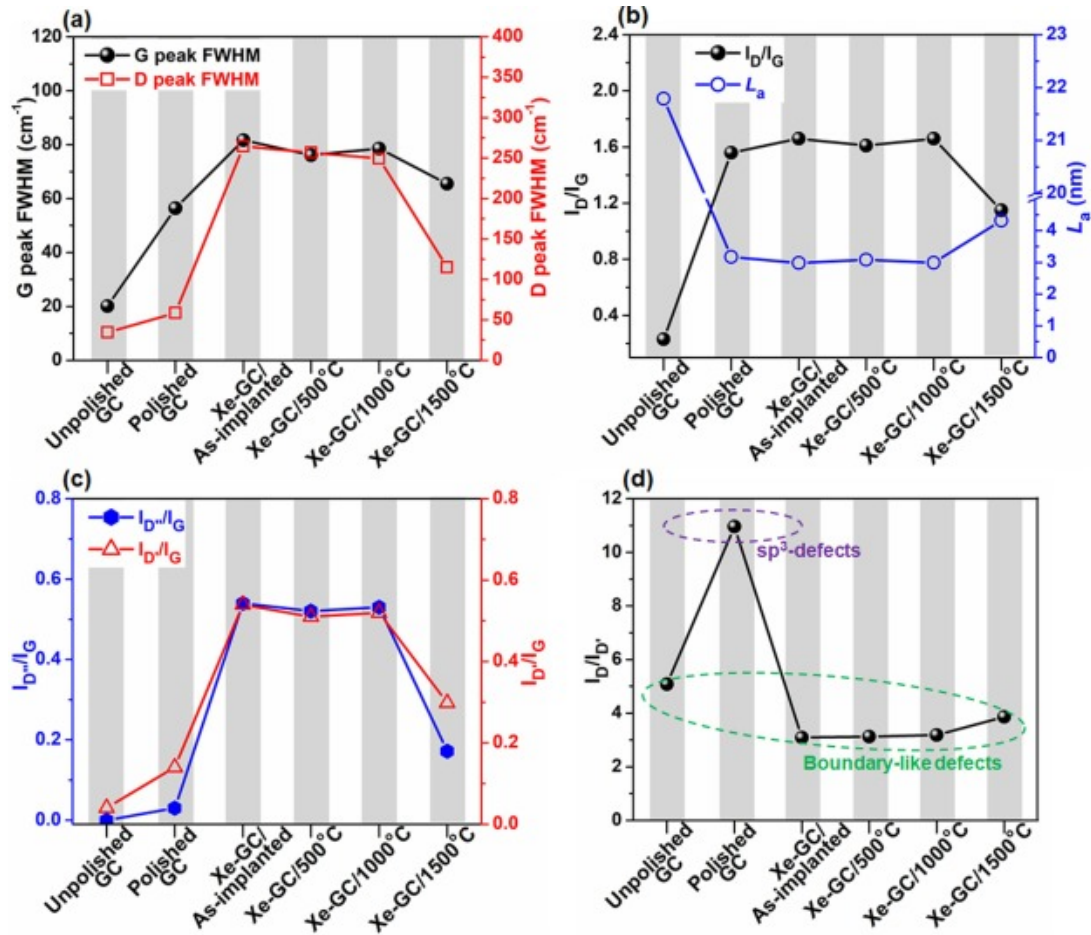 (a)
G peak FWHM
D peak FWHM
G peak FWHM (cm⁻¹)
D peak FWHM (cm⁻¹)
120
100
80
60
40
20
0
400
350
300
250
200
150
100
50
0
Unpolished GC
Polished GC
Xe-GC/ As-implanted
Xe-GC/500°C
Xe-GC/1000°C
Xe-GC/1500°C
(b)
I_D/I_G
L_a
I_D/I_G
L_a (nm)
2.4
2.0
1.6
1.2
0.8
0.4
23
22
21
20
4
3
2
1
0
Unpolished GC
Polished GC
Xe-GC/ As-implanted
Xe-GC/500°C
Xe-GC/1000°C
Xe-GC/1500°C
(c)
I_D''/I_G
I_D'/I_G
I_D''/I_G
I_D'/I_G
0.8
0.6
0.4
0.2
0.0
0.8
0.6
0.4
0.2
0.0
Unpolished GC
Polished GC
Xe-GC/ As-implanted
Xe-GC/500°C
Xe-GC/1000°C
Xe-GC/1500°C
(d)
I_D/I_D'
12
10
8
6
4
2
0
sp³-defects
Boundary-like defects
Unpolished GC
Polished GC
Xe-GC/ As-implanted
Xe-GC/500°C
Xe-GC/1000°C
Xe-GC/1500°C